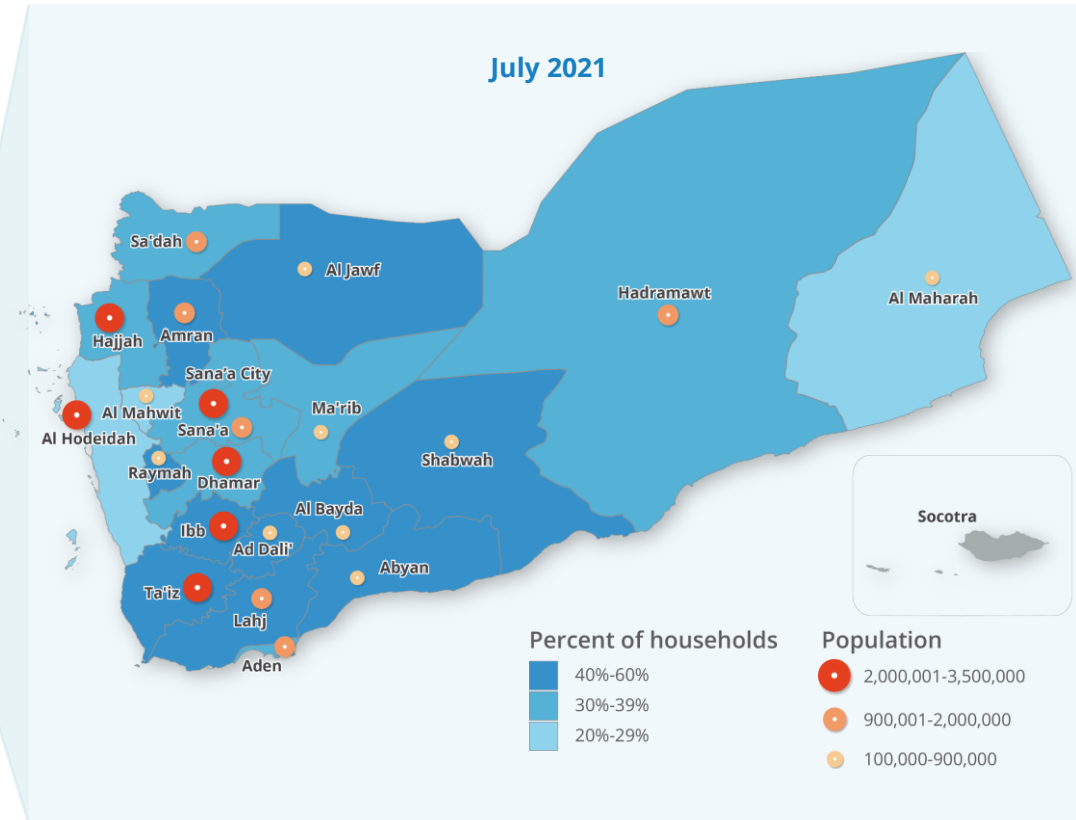 July 2021
Sa'dah
Al Jawf
Hadramawt
Al Maharah
Hajjah
Amran
Sana'a City
Al Mahwit
Ma'rib
Sana'a
Al Hodeidah
Shabwah
Raymah
Dhamar
Al Bayda
Socotra
Ibb
Ad Dali'
Abyan
Ta'iz
Lahj
Aden
Percent of households
40%-60%
30%-39%
20%-29%
Population
2,000,001-3,500,000
900,001-2,000,000
100,000-900,000